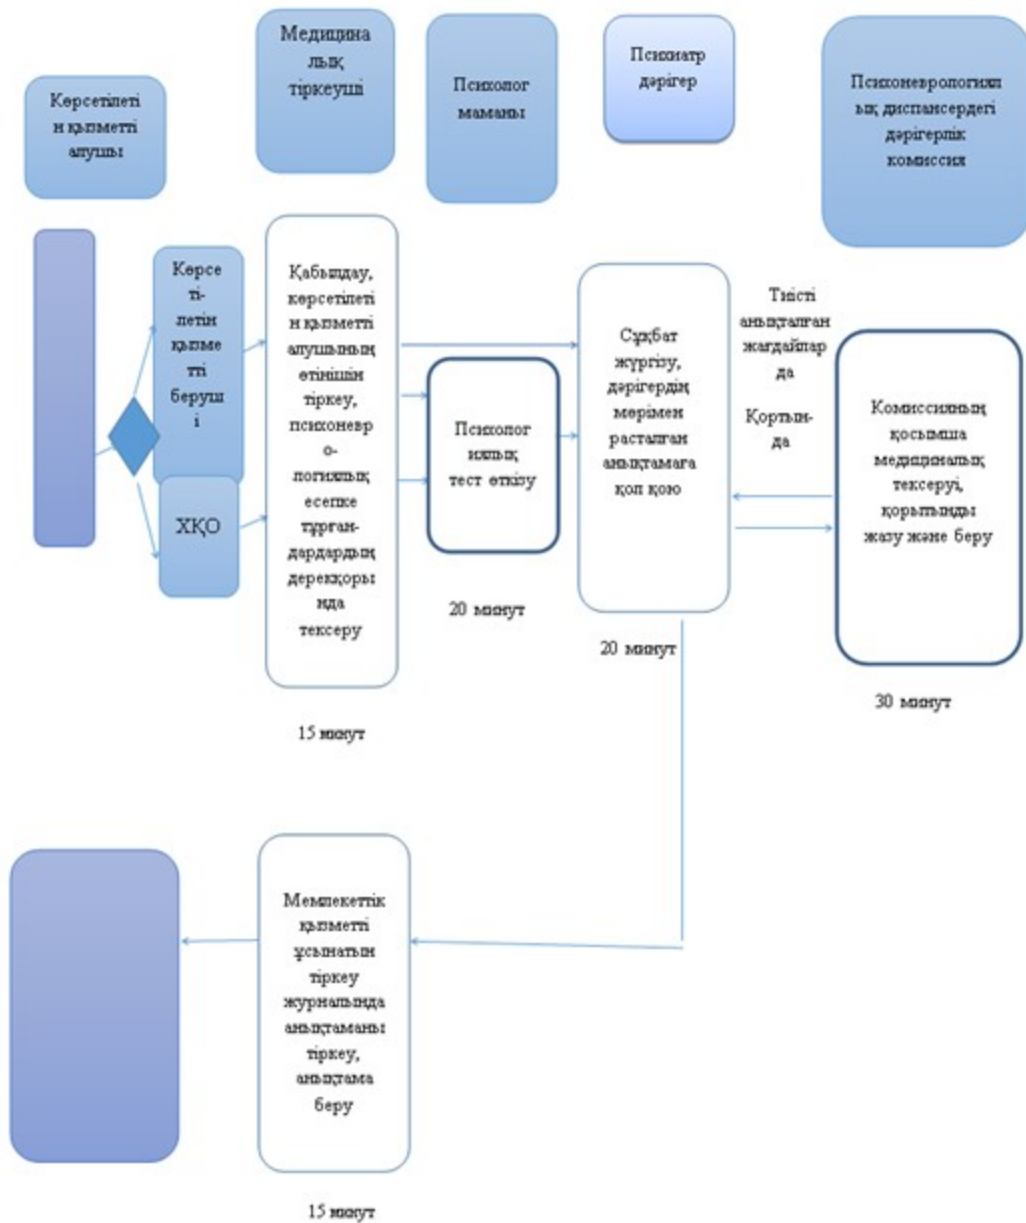 Көрсетілеті
н қызметті
алушы
Медицина
лық
тіркеуші
Психолог
маманы
Психиатр
дәрігер
Психоневрологиял
ық диспансердегі
дәрігерлік
комиссия
Көрсе
ті-
летін
қызме
тті
беруш
і
ХҚО
Қабылдау,
көрсетілеті
н қызметті
алушының
өтінішін
тіркеу,
психоневр
о-
логиялық
есепке
тұрған-
дардардың
дерекқоры
нда
тексеру
15 минут
Психолог
иялық
тест өткізу
20 минут
Сұқбат
жүргізу,
дәрігердің
мөрімен
расталған
анықтамаға
қол қою
20 минут
Тиісті
анықталған
жағдайлар
да
Қортын-
да
Комиссияның
қосымша
медициналық
тексеруі,
қорытынды
жазу және беру
30 минут
Мемлекеттік
қызметті
ұсынатын
тіркеу
журналында
анықтаманы
тіркеу,
анықтама
беру
15 минут